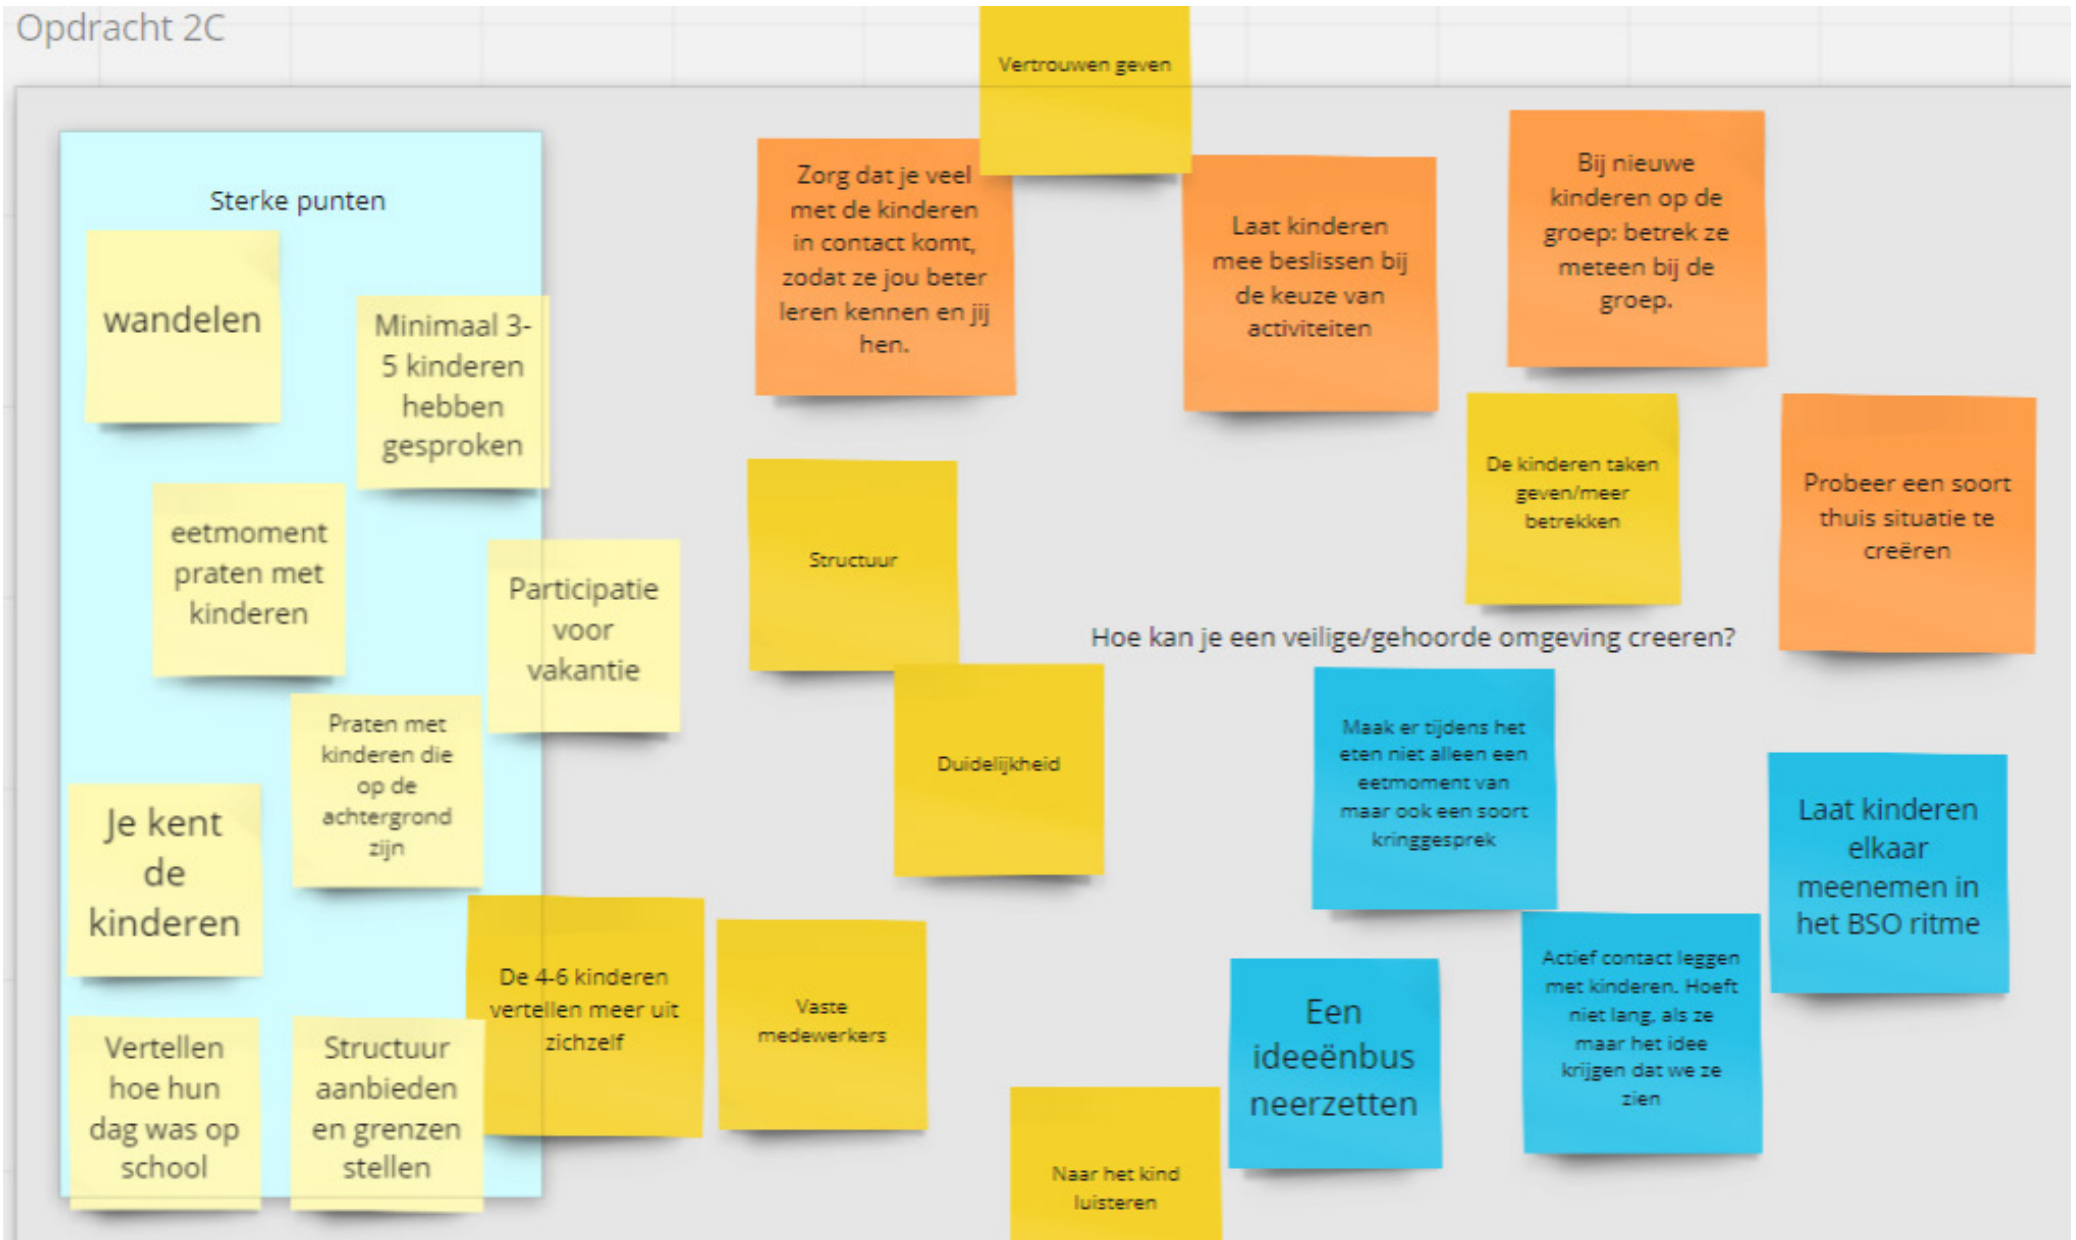 Opdracht 2C
Vertrouwen geven
Sterke punten
wandelen
Minimaal 3-
5 kinderen
hebben
gesproken
eetmoment
praten met
kinderen
Participatie
voor
vakantie
Praten met
kinderen die
op de
achtergrond
zijn
Je kent
de
kinderen
Vertellen
hoe hun
dag was op
school
Structuur
aanbieden
en grenzen
stellen
De 4-6 kinderen
vertellen meer uit
zichzelf
Vaste
medewerkers
Zorg dat je veel
met de kinderen
in contact komt,
zodat ze jou beter
leren kennen en jij
hen.
Laat kinderen
mee beslissen bij
de keuze van
activiteiten
Bij nieuwe
kinderen op de
groep: betrek ze
meteen bij de
groep.
De kinderen taken
geven/meer
betrekken
Probeer een soort
thuis situatie te
creëren
Structuur
Duidelijkheid
Hoe kan je een veilige/gehoorde omgeving creeren?
Maak er tijdens het
eten niet alleen een
eetmoment van
maar ook een soort
kringgesprek
Laat kinderen
elkaar
meenemen in
het BSO ritme
Een
ideeënbus
neerzetten
Actief contact leggen
met kinderen. Hoeft
niet lang, als ze
maar het idee
krijgen dat we ze
zien
Naar het kind
luisteren